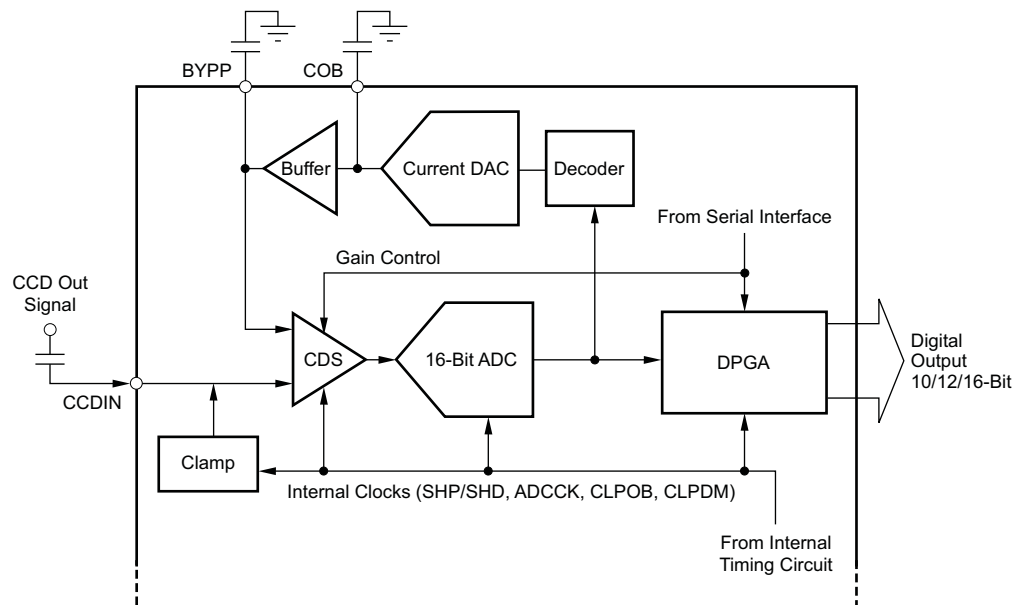 BYPP
COB
Buffer
Current DAC
Decoder
From Serial Interface
Gain Control
CCD Out
Signal
CDS
16-Bit ADC
DPGA
Digital
Output
10/12/16-Bit
CCDIN
Clamp
Internal Clocks (SHP/SHD, ADCCK, CLPOB, CLPDM)
From Internal
Timing Circuit